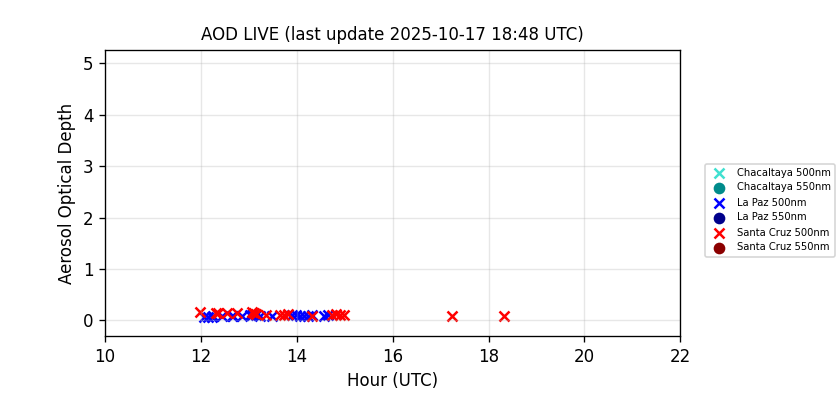 AOD LIVE (last update 2025-10-17 18:48 UTC)
5
4
3
2
1
0
Aerosol Optical Depth
10 12 14 16 18 20 22
Hour (UTC)
Chacaltaya 500nm
Chacaltaya 550nm
La Paz 500nm
La Paz 550nm
Santa Cruz 500nm
Santa Cruz 550nm